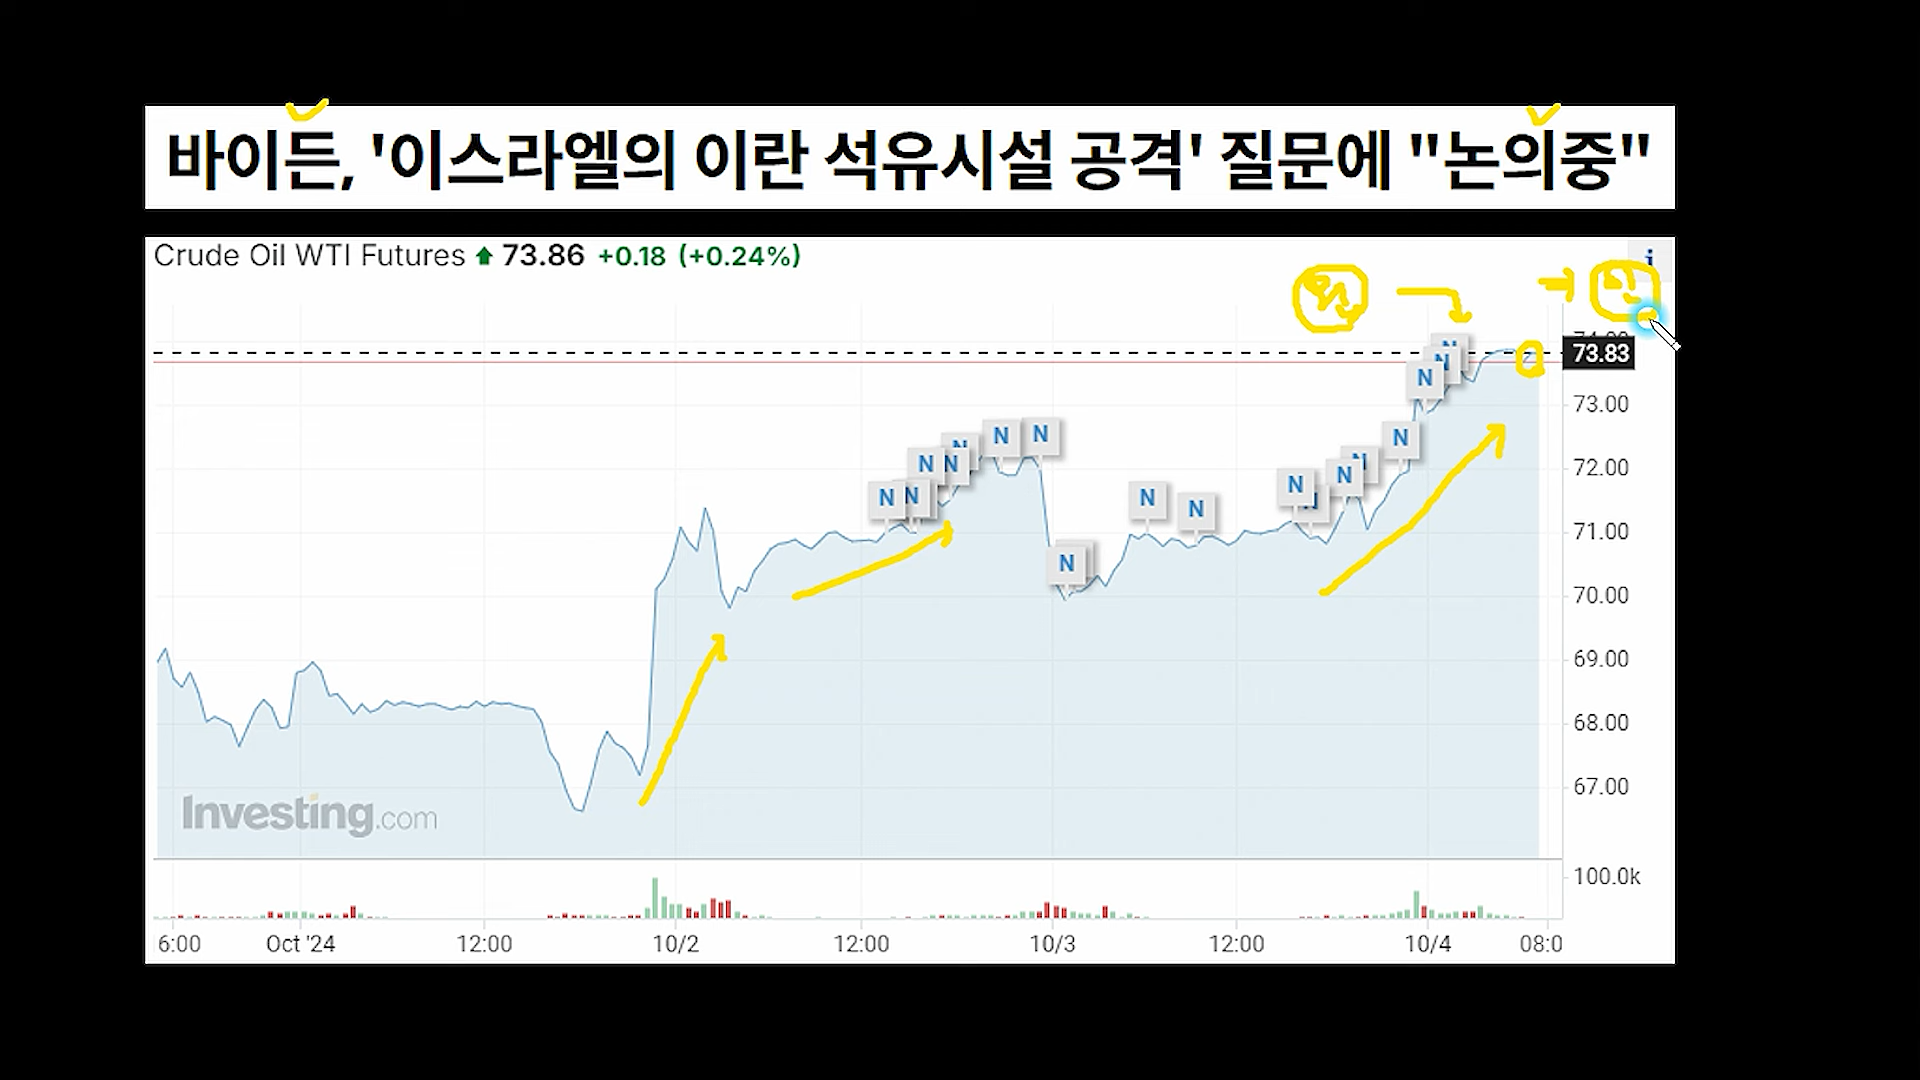 바이든, '이스라엘의 이란 석유시설 공격' 질문에 "논의중"
Crude Oil WTI Futures 73.86 +0.18 (+0.24%)
i
N N N N N N N N N N N N N N N N N N N
73.83
73.00
72.00
71.00
70.00
69.00
68.00
67.00
Investing.com
100.0k
6:00 Oct '24 12:00 10/2 12:00 10/3 12:00 10/4 08:0